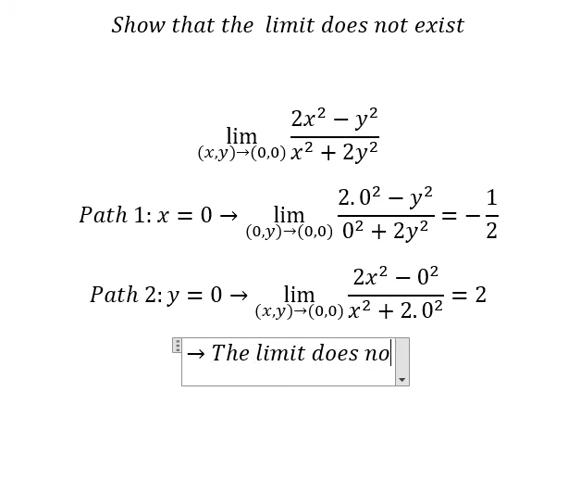 Show that the limit does not exist
lim (x,y)→(0,0) (2x² − y²)/(x² + 2y²)
Path 1: x = 0 → lim (0,y)→(0,0) (2.0² − y²)/(0² + 2y²) = −1/2
Path 2: y = 0 → lim (x,y)→(0,0) (2x² − 0²)/(x² + 2.0²) = 2
→ The limit does no